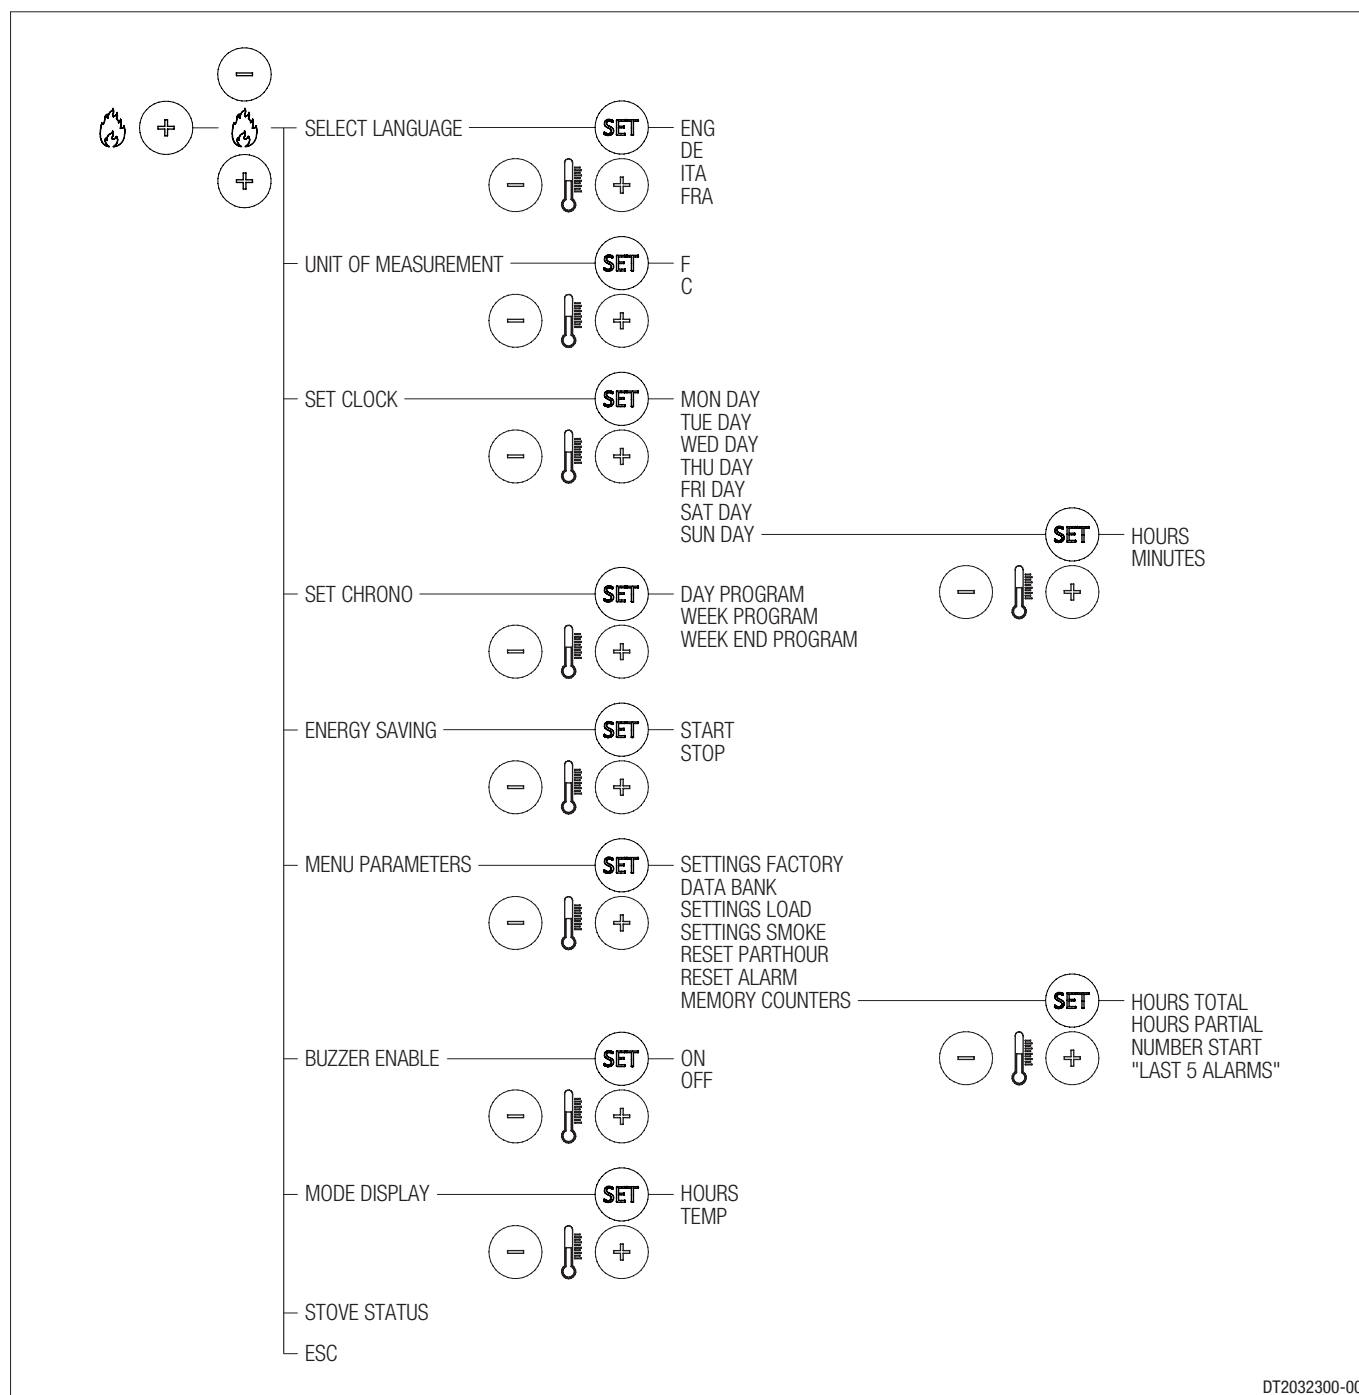 SELECT LANGUAGE SET ENG
DE
ITA
FRA
UNIT OF MEASUREMENT SET F
C
SET CLOCK SET MON DAY
TUE DAY
WED DAY
THU DAY
FRI DAY
SAT DAY
SUN DAY SET HOURS
MINUTES
SET CHRONO SET DAY PROGRAM
WEEK PROGRAM
WEEK END PROGRAM
ENERGY SAVING SET START
STOP
MENU PARAMETERS SET SETTINGS FACTORY
DATA BANK
SETTINGS LOAD
SETTINGS SMOKE
RESET PARTHOUR
RESET ALARM
MEMORY COUNTERS SET HOURS TOTAL
HOURS PARTIAL
NUMBER START
"LAST 5 ALARMS"
BUZZER ENABLE SET ON
OFF
MODE DISPLAY SET HOURS
TEMP
STOVE STATUS
ESC
DT2032300-00